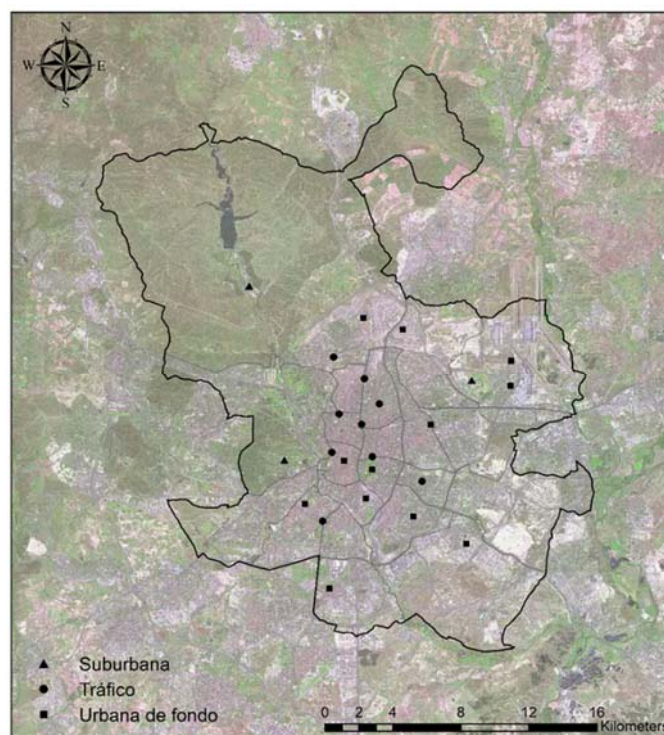 N
W E
S
Suburbana
Tráfico
Urbana de fondo
0 2 4 8 12 16
Kilometers